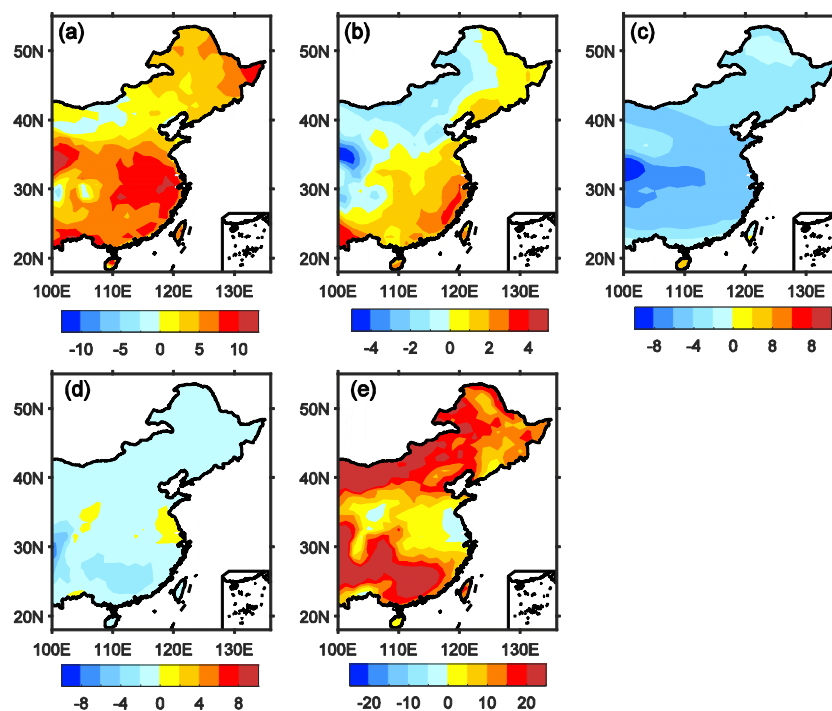 (a) (b) (c)
50N 50N 50N
40N 40N 40N
30N 30N 30N
20N 20N 20N
100E 110E 120E 130E 100E 110E 120E 130E 100E 110E 120E 130E
-10 -5 0 5 10 -4 -2 0 2 4 -8 -4 0 8 8
(d) (e)
50N 50N
40N 40N
30N 30N
20N 20N
100E 110E 120E 130E 100E 110E 120E 130E
-8 -4 0 4 8 -20 -10 0 10 20